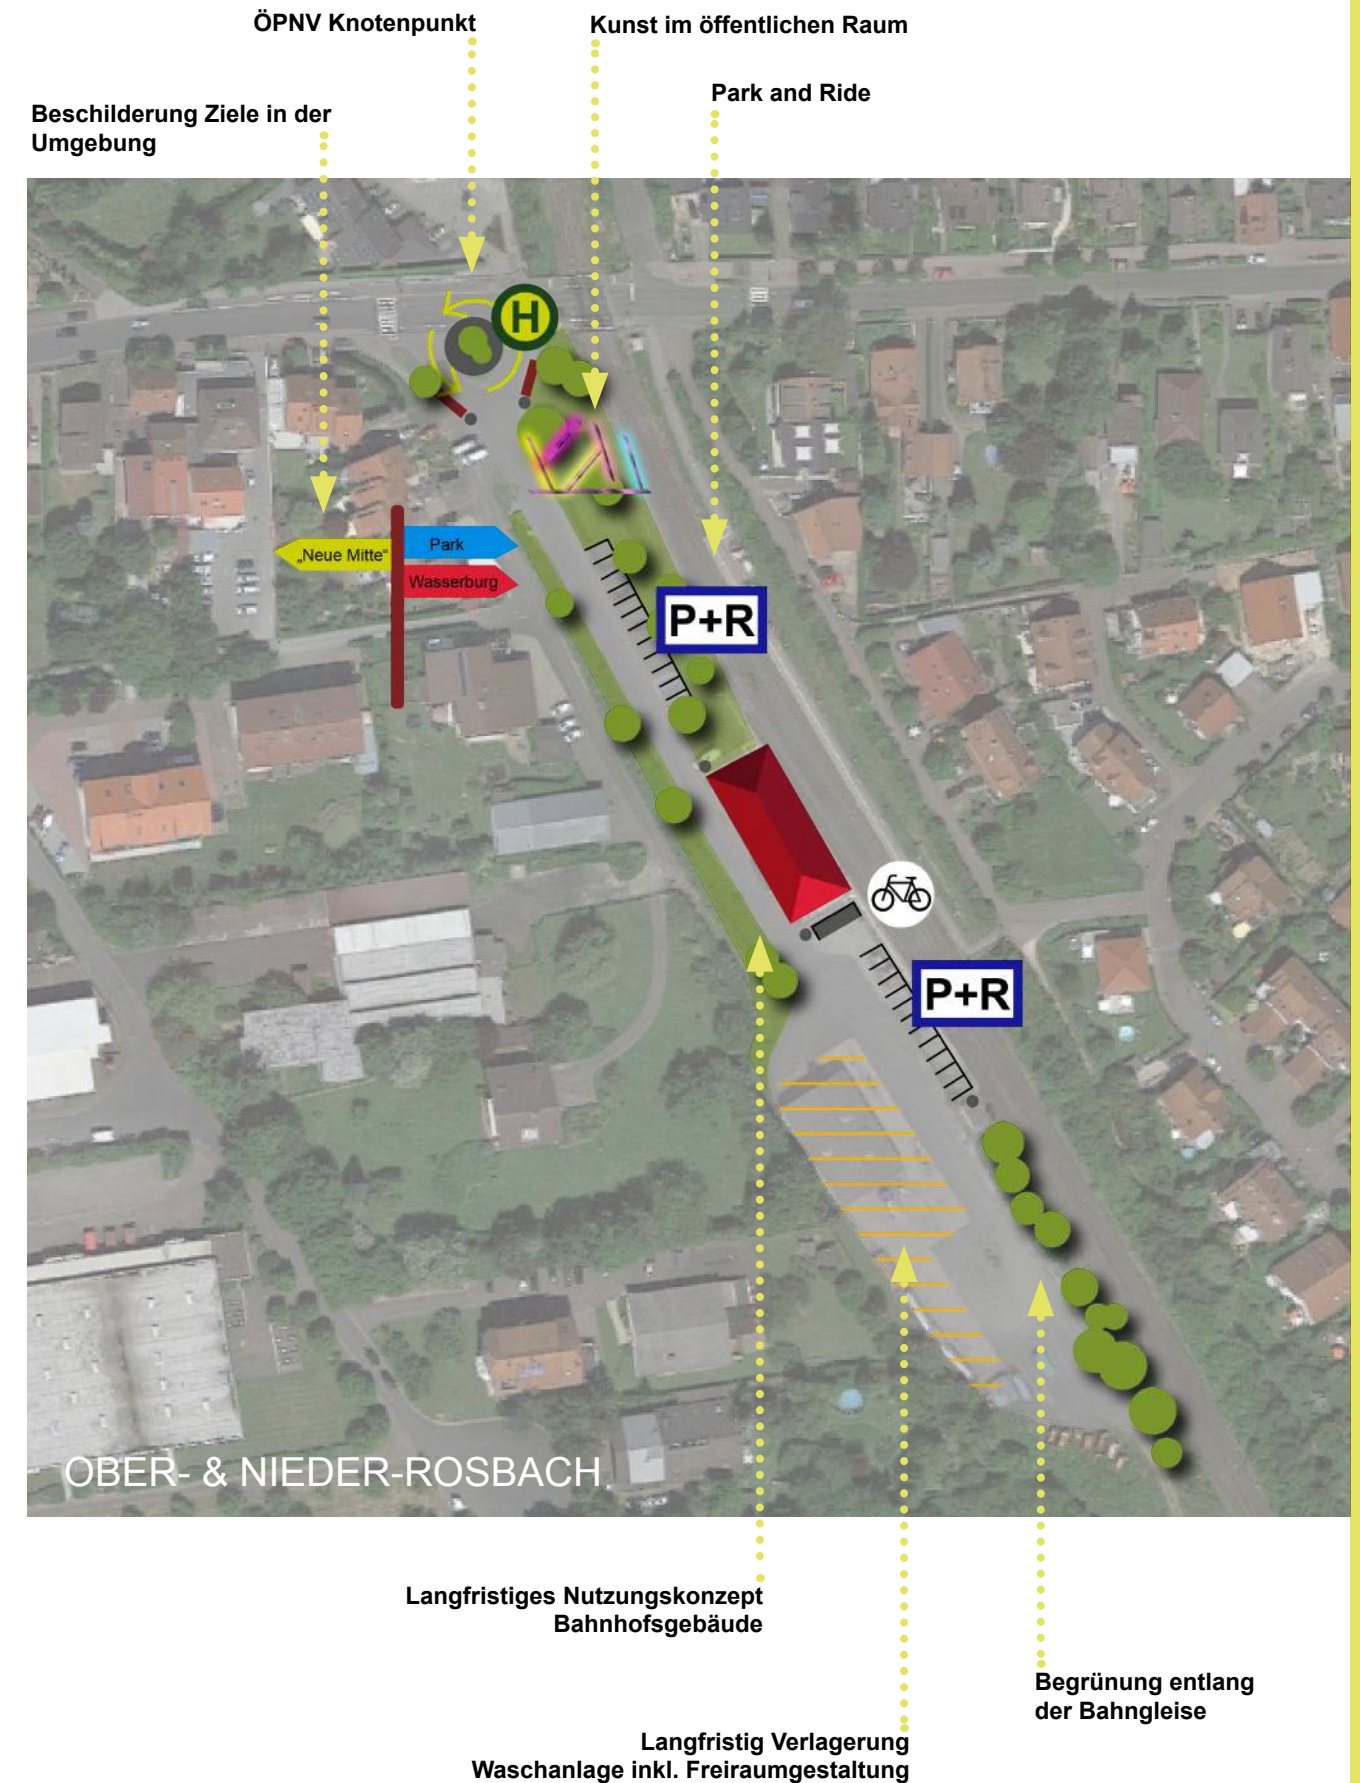 ÖPNV Knotenpunkt
Kunst im öffentlichen Raum
Park and Ride
Beschilderung Ziele in der
Umgebung
H
„Neue Mitte“
Park
Wasserburg
P+R
P+R
OBER- & NIEDER-ROSBACH
Langfristiges Nutzungskonzept
Bahnhofsgebäude
Begrünung entlang
der Bahngleise
Langfristig Verlagerung
Waschanlage inkl. Freiraumgestaltung